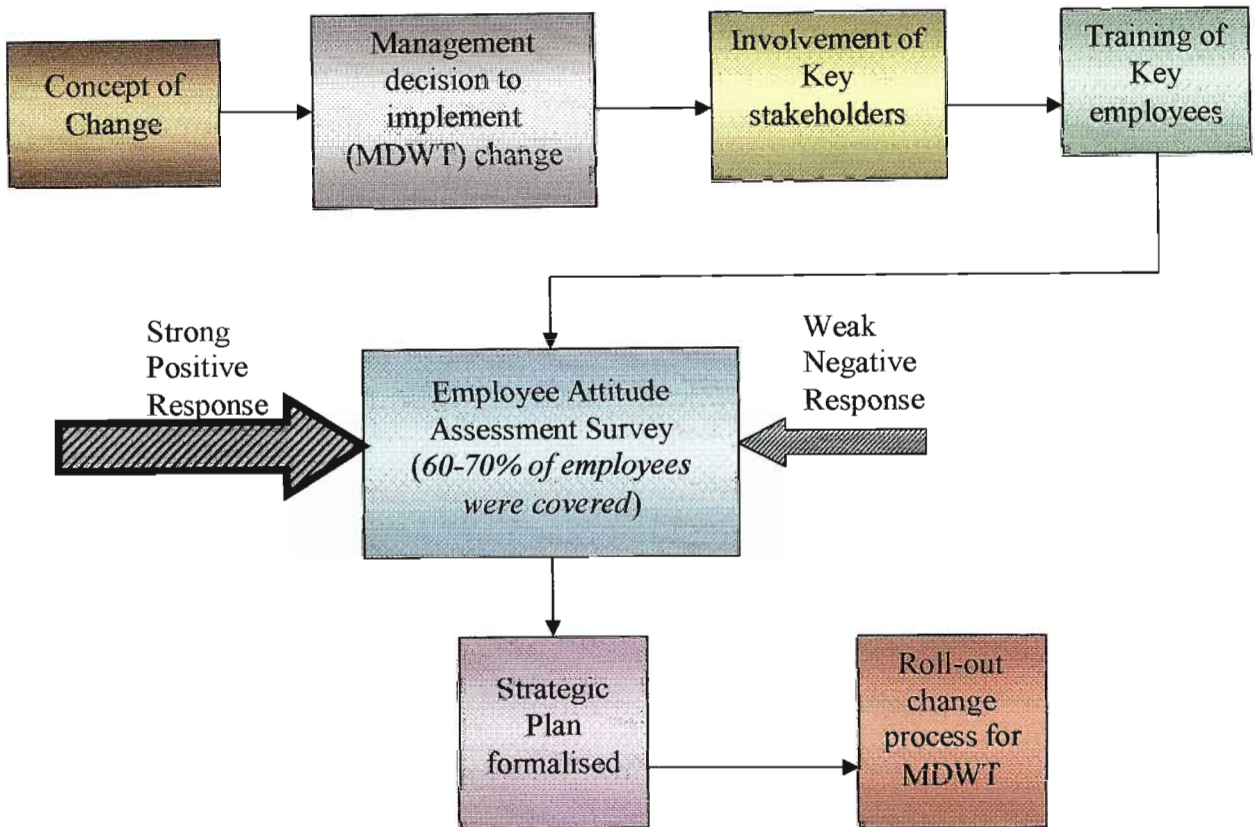 Concept of
Change
Management
decision to
implement
(MDWT) change
Involvement of
Key
stakeholders
Training of
Key
employees
Strong
Positive
Response
Employee Attitude
Assessment Survey
(60-70% of employees
were covered)
Weak
Negative
Response
Strategic
Plan
formalised
Roll-out
change
process for
MDWT